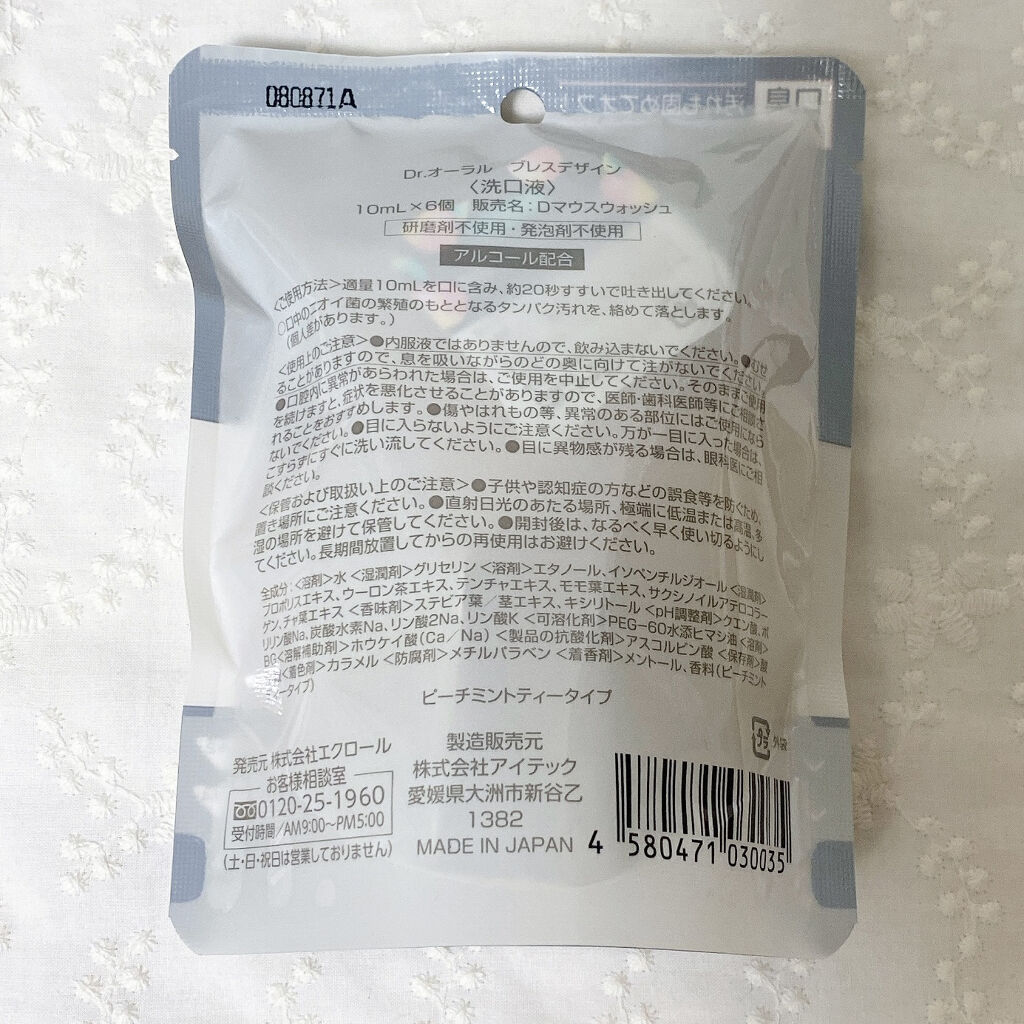 080871A
Dr.オーラル ブレスデザイン
〈洗口液〉
10mL×6個 販売名：Dマウスウォッシュ
研磨剤不使用・発泡剤不使用
アルコール配合
〈ご使用方法〉適量10mLを口に含み、約20秒すすいで吐き出してください。
○口中のニオイ菌の繁殖のもととなるタンパク汚れを、絡めて落とします。
（個人差があります。）
〈使用上のご注意〉●内服液ではありませんので、飲み込まないでください。●むせ
ることがありますので、息を吸いながらのどの奥に向けて注がないでください。
●口腔内に異常があらわれた場合は、ご使用を中止してください。そのままご使用
を続けますと、症状を悪化させることがありますので、医師・歯科医師等にご相談さ
れることをおすすめします。●傷やはれもの等、異常のある部位にはご使用になら
ないでください。●目に入らないようにご注意ください。万が一目に入った場合は、
こすらずにすぐに洗い流してください。●目に異物感が残る場合は、眼科医にご相
談ください。
〈保管および取扱い上のご注意〉●子供や認知症の方などの誤食等を防ぐため、
置き場所にご注意ください。●直射日光のあたる場所、極端に低温または高温、多
湿の場所を避けて保管してください。●開封後は、なるべく早く使い切るようにし
てください。長期間放置してからの再使用はお避けください。
全成分：〈溶剤〉水〈湿潤剤〉グリセリン〈溶剤〉エタノール、イソペンチルジオール〈湿潤剤〉
プロポリスエキス、ウーロン茶エキス、テンチャエキス、モモ葉エキス、サクシノイルアテロコラー
ゲン、チャ葉エキス〈香味剤〉ステビア葉／茎エキス、キシリトール〈pH調整剤〉クエン酸、ポ
リリン酸Na、炭酸水素Na、リン酸2Na、リン酸K〈可溶化剤〉PEG-60水添ヒマシ油〈溶剤〉
BG〈溶解補助剤〉ホウケイ酸（Ca／Na）〈製品の抗酸化剤〉アスコルビン酸〈保存剤〉酸
〈着色剤〉カラメル〈防腐剤〉メチルパラベン〈着香剤〉メントール、香料（ピーチミント
ータイプ）
ピーチミントティータイプ
発売元 株式会社エクロール
お客様相談室
0120-25-1960
受付時間／AM9:00〜PM5:00
（土・日・祝日は営業しておりません）
製造販売元
株式会社アイテック
愛媛県大洲市新谷乙
1382
MADE IN JAPAN
プラ 外袋
4 580471 030035